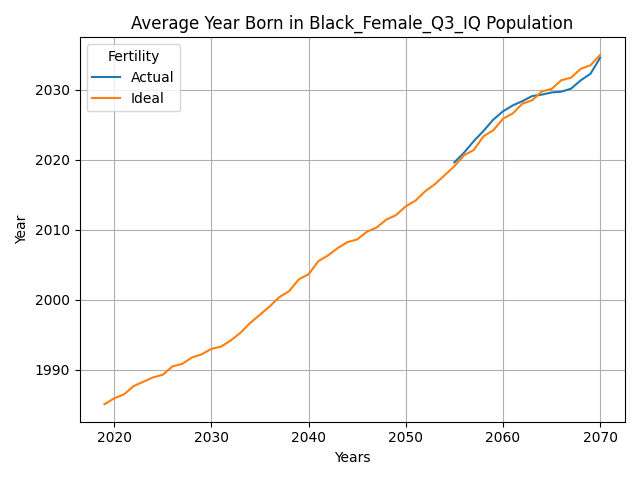 Average Year Born in Black_Female_Q3_IQ Population
Fertility
Actual
Ideal
2030
2020
2010
2000
1990
Year
2020 2030 2040 2050 2060 2070
Years